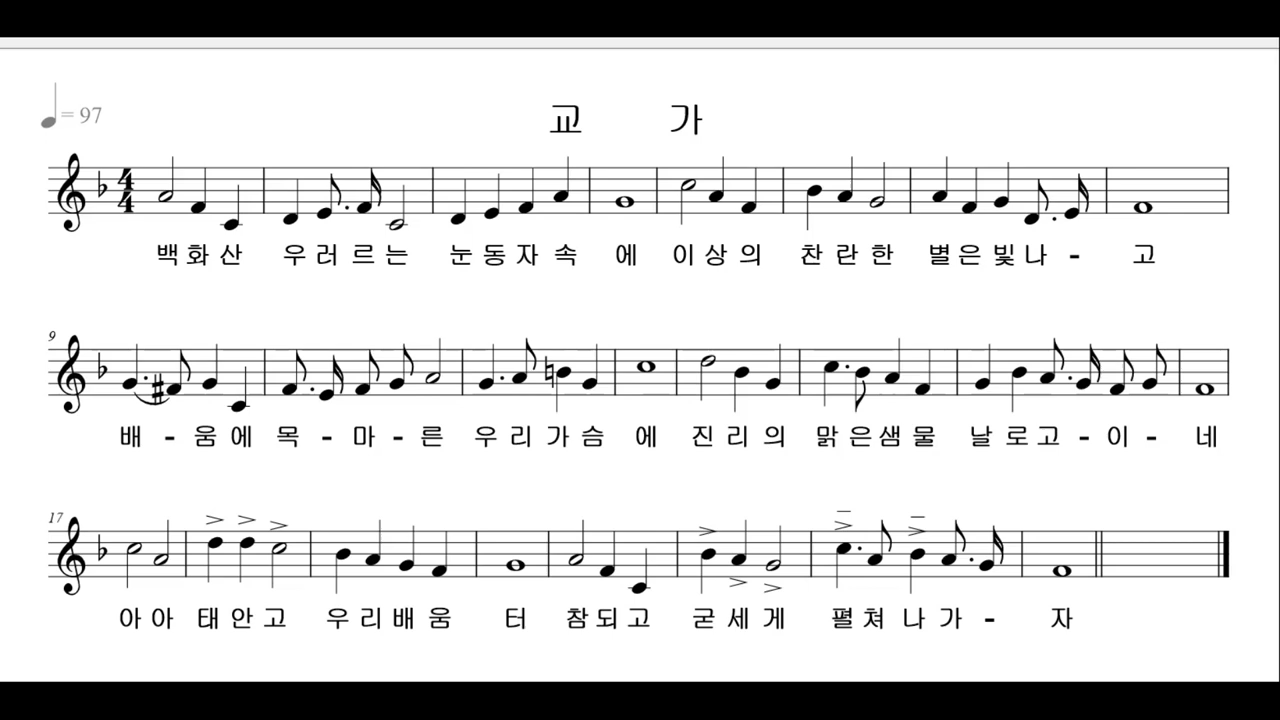 = 97
교 가
백 화 산 우 러 르 는 눈 동 자 속 에 이 상 의 찬 란 한 별 은 빛 나 - 고
9
배 - 움 에 목 - 마 - 른 우 리 가 슴 에 진 리 의 맑 은 샘 물 날 로 고 - 이 - 네
17
아 아 태 안 고 우 리 배 움 터 참 되 고 굳 세 게 펼 쳐 나 가 - 자